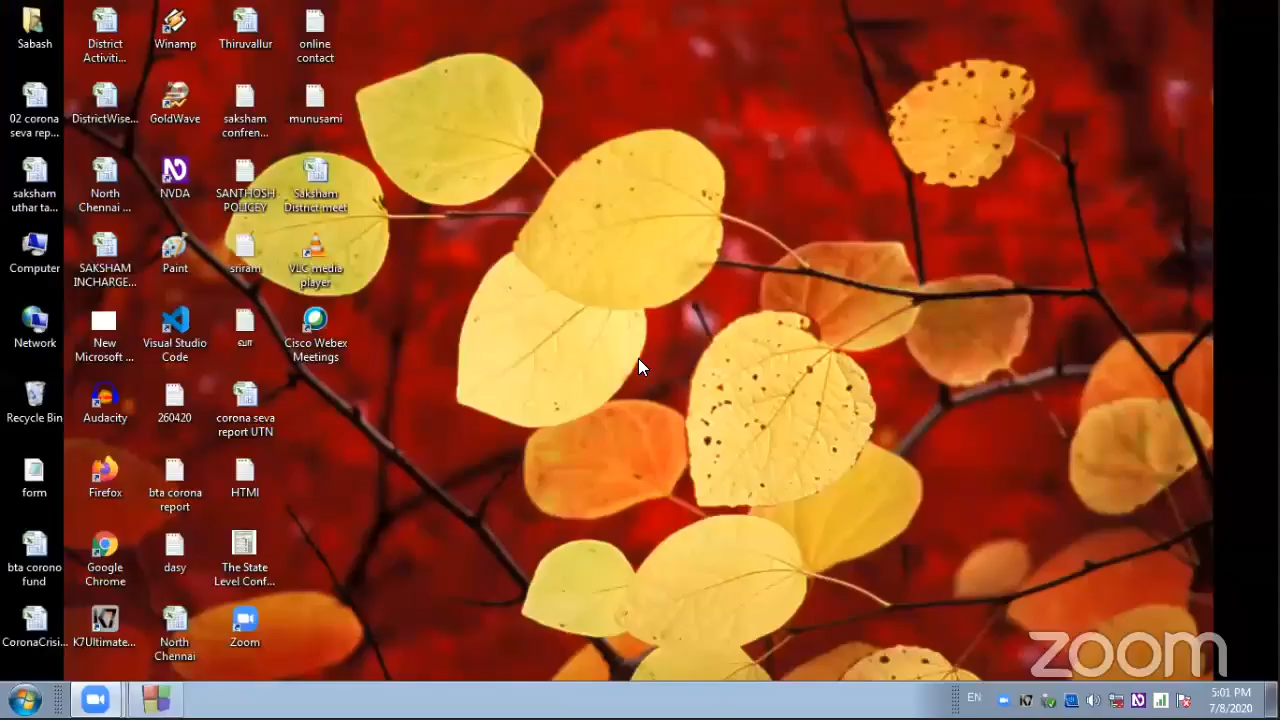 Sabash
02 corona
seva rep...
saksham
uthar ta...
Computer
Network
Recycle Bin
form
bta corono
fund
CoronaCrisi...
District
Activiti...
DistrictWise...
North
Chennai ...
SAKSHAM
INCHARGE...
New
Microsoft ...
Audacity
Firefox
Google
Chrome
K7Ultimate...
Winamp
GoldWave
NVDA
Paint
Visual Studio
Code
260420
bta corona
report
dasy
North
Chennai
Thiruvallur
saksham
confren...
SANTHOSH
POLICEY
sriram
வா
corona seva
report UTN
HTMl
The State
Level Conf...
Zoom
online
contact
munusami
Saksham
District meet
VLC media
player
Cisco Webex
Meetings
zoom
EN
K7
5:01 PM
7/8/2020